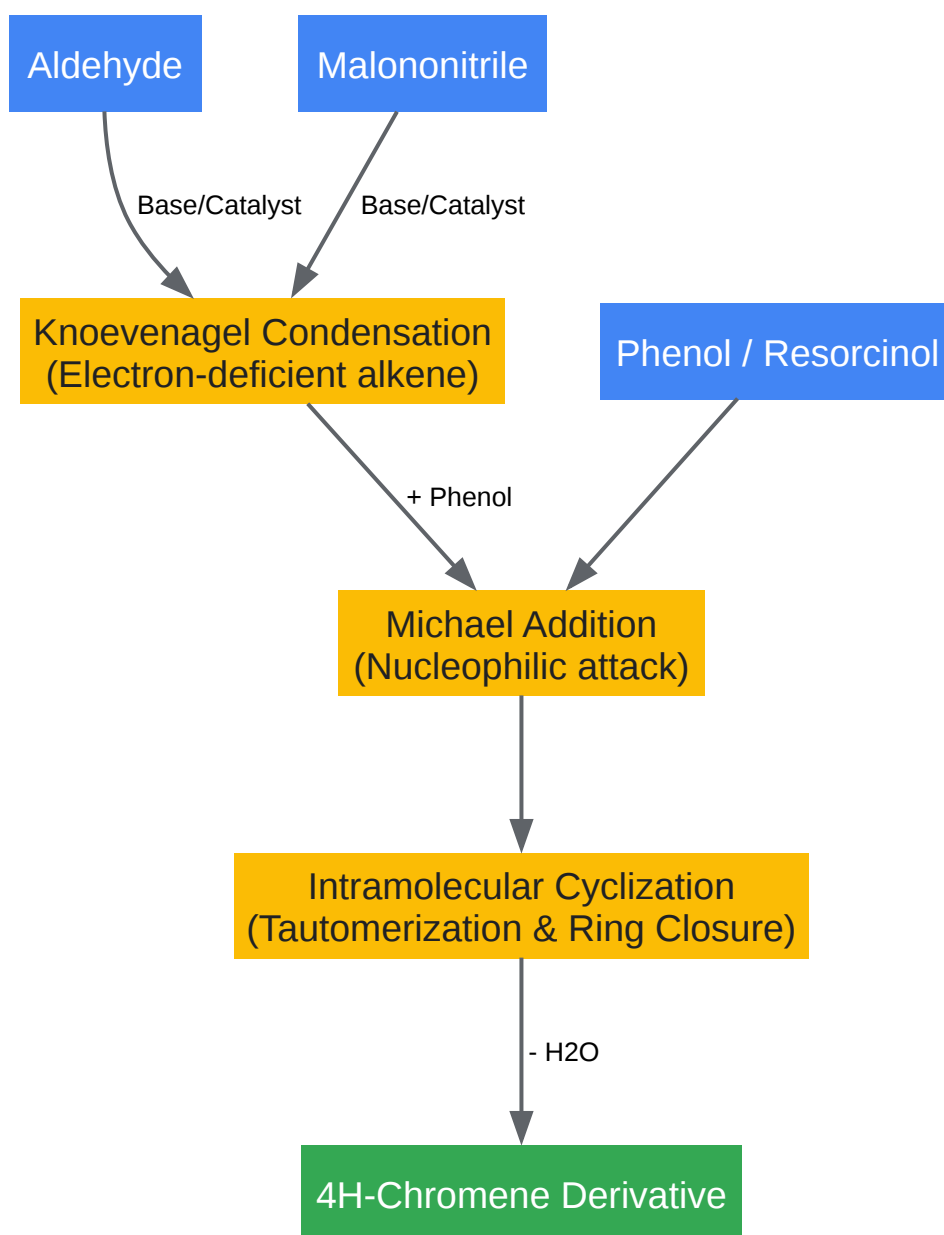 Aldehyde
Malononitrile
Base/Catalyst
Base/Catalyst
Knoevenagel Condensation
(Electron-deficient alkene)
Phenol / Resorcinol
+ Phenol
Michael Addition
(Nucleophilic attack)
Intramolecular Cyclization
(Tautomerization & Ring Closure)
- H2O
4H-Chromene Derivative